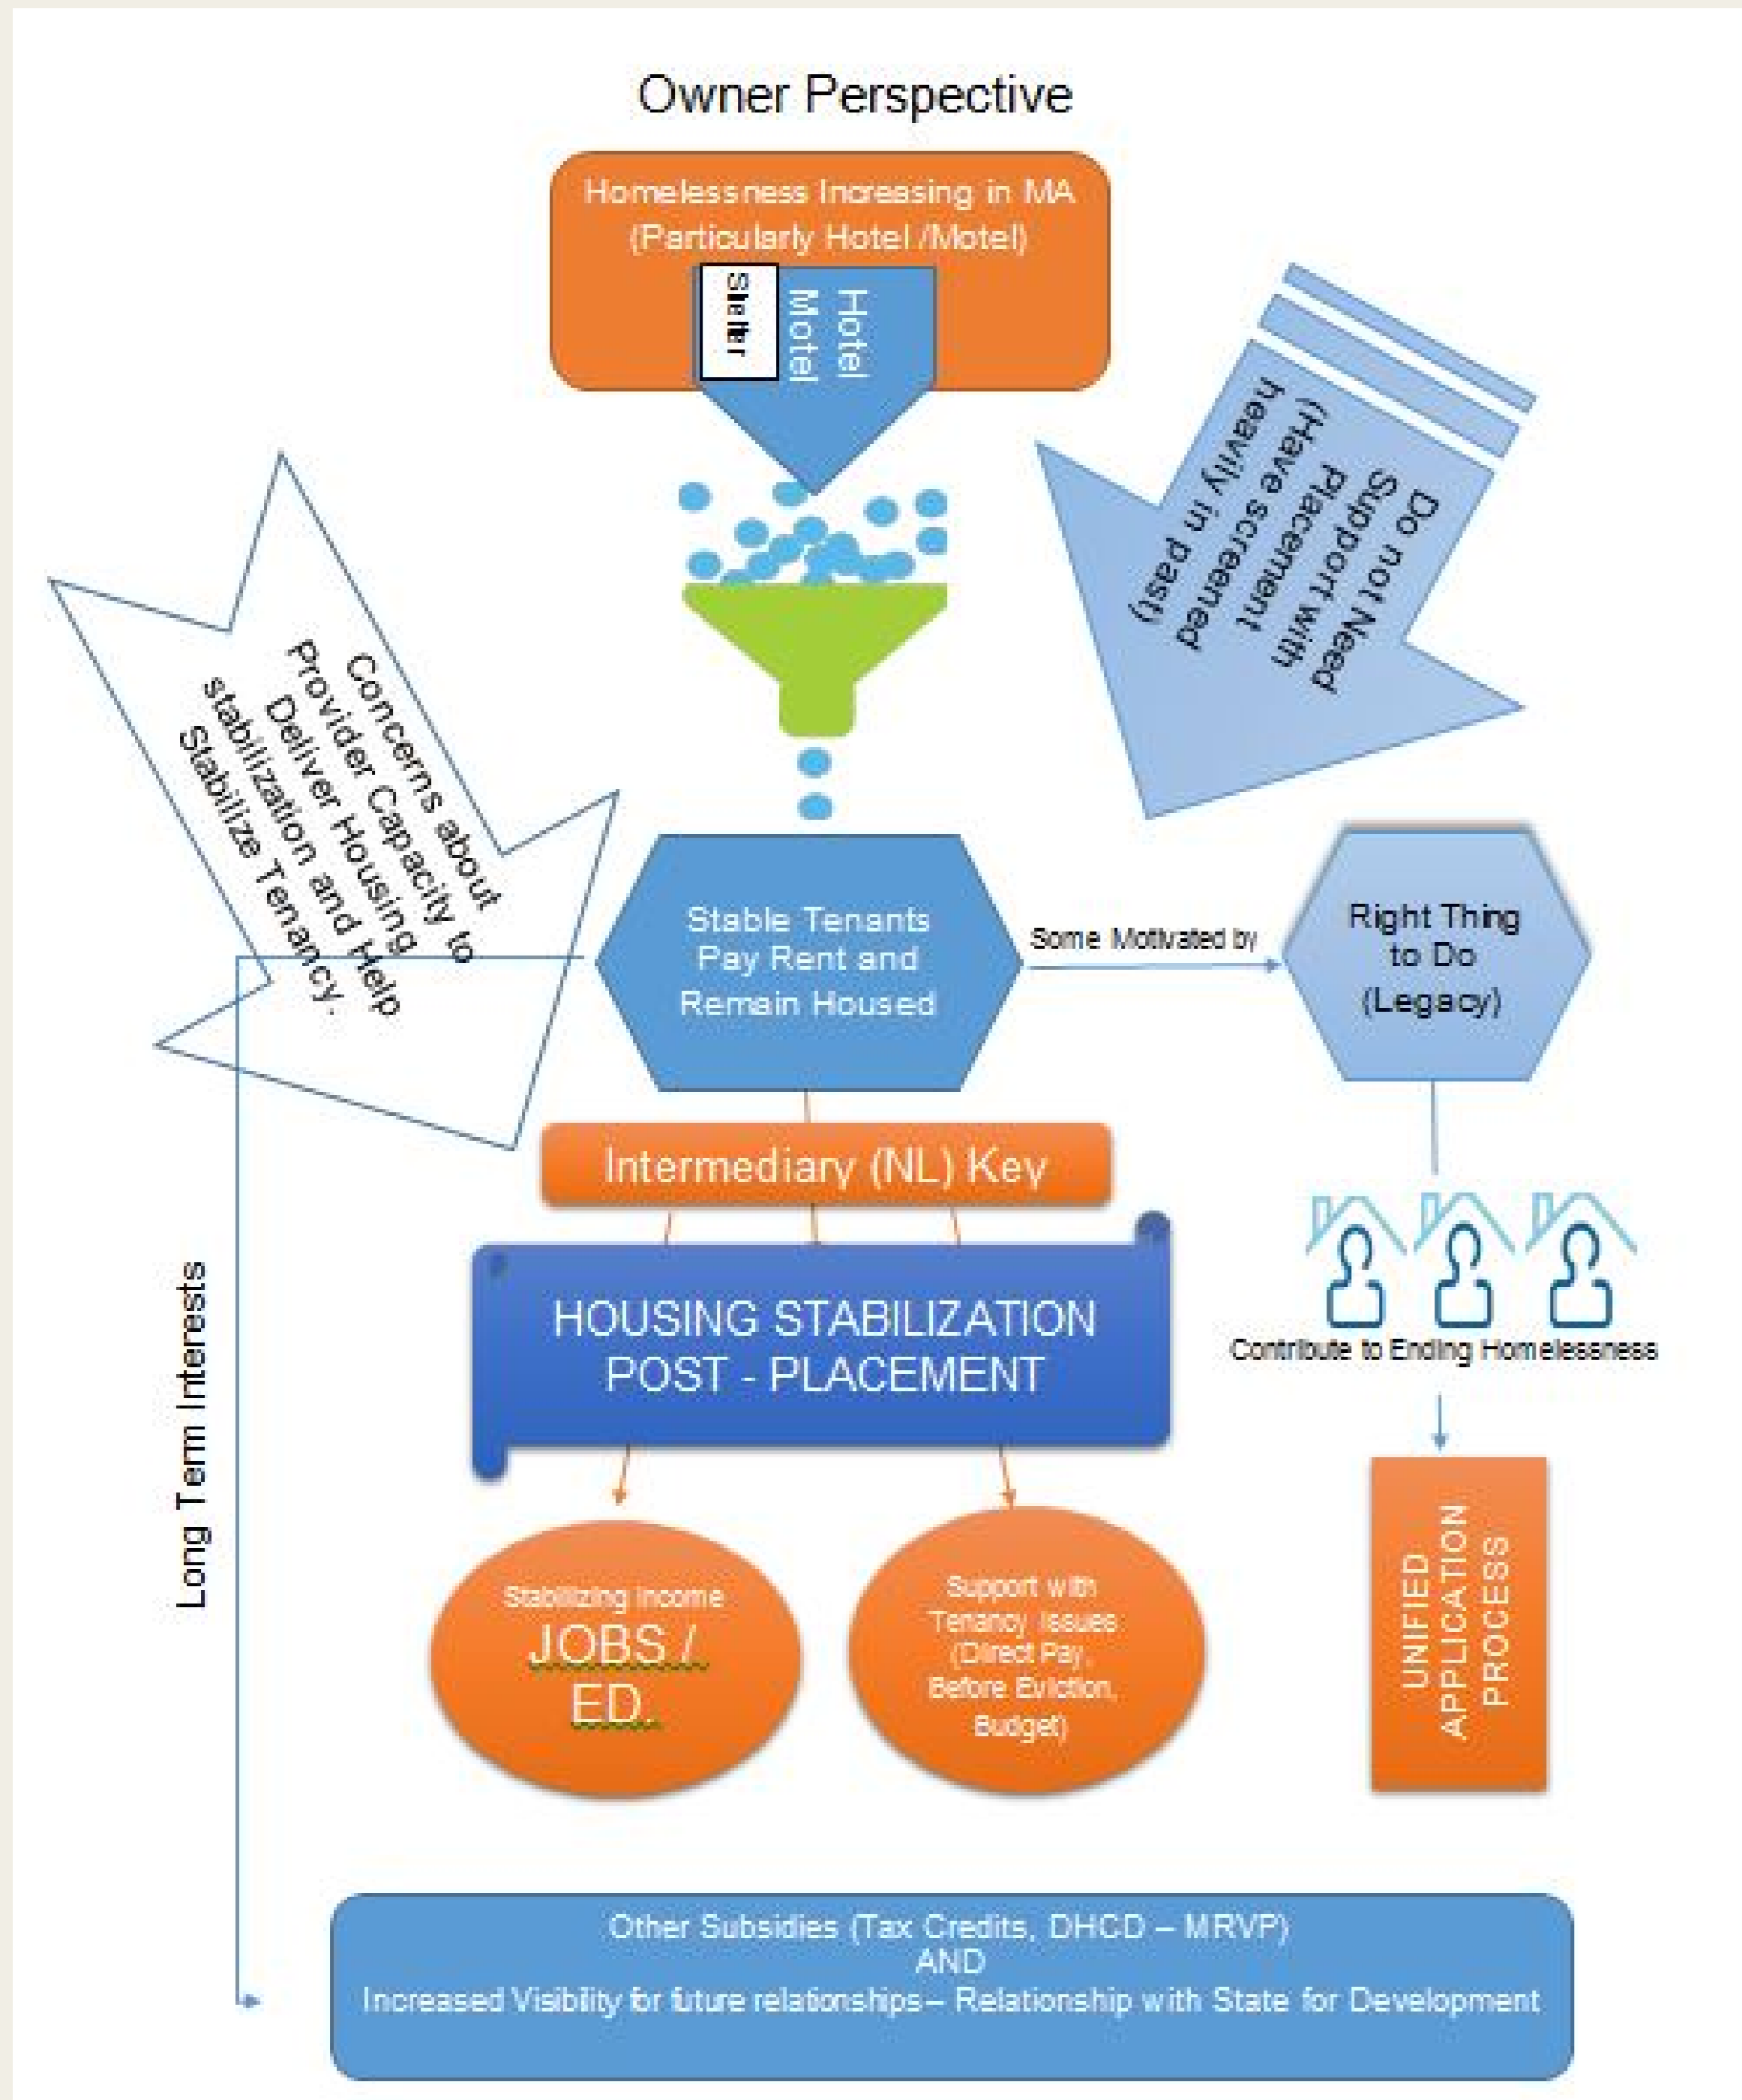 Owner Perspective
Homelessness Increasing in MA
(Particularly Hotel /Motel)
Shelter
Hotel
Motel
Do not Need
Support with
Placement
(Have screened
heavily in past)
Concerns about
Provider Capacity to
Deliver Housing
stabilization and Help
Stabilize Tenancy.
Stable Tenants
Pay Rent and
Remain Housed
Some Motivated by
Right Thing
to Do
(Legacy)
Intermediary (NL) Key
HOUSING STABILIZATION
POST - PLACEMENT
Contribute to Ending Homelessness
Long Term Interests
Stabilizing Income
JOBS /
ED.
Support with
Tenancy Issues
(Direct Pay,
Before Eviction,
Budget)
UNIFIED
APPLICATION
PROCESS
Other Subsidies (Tax Credits, DHCD – MRVP)
AND
Increased Visibility for future relationships – Relationship with State for Development